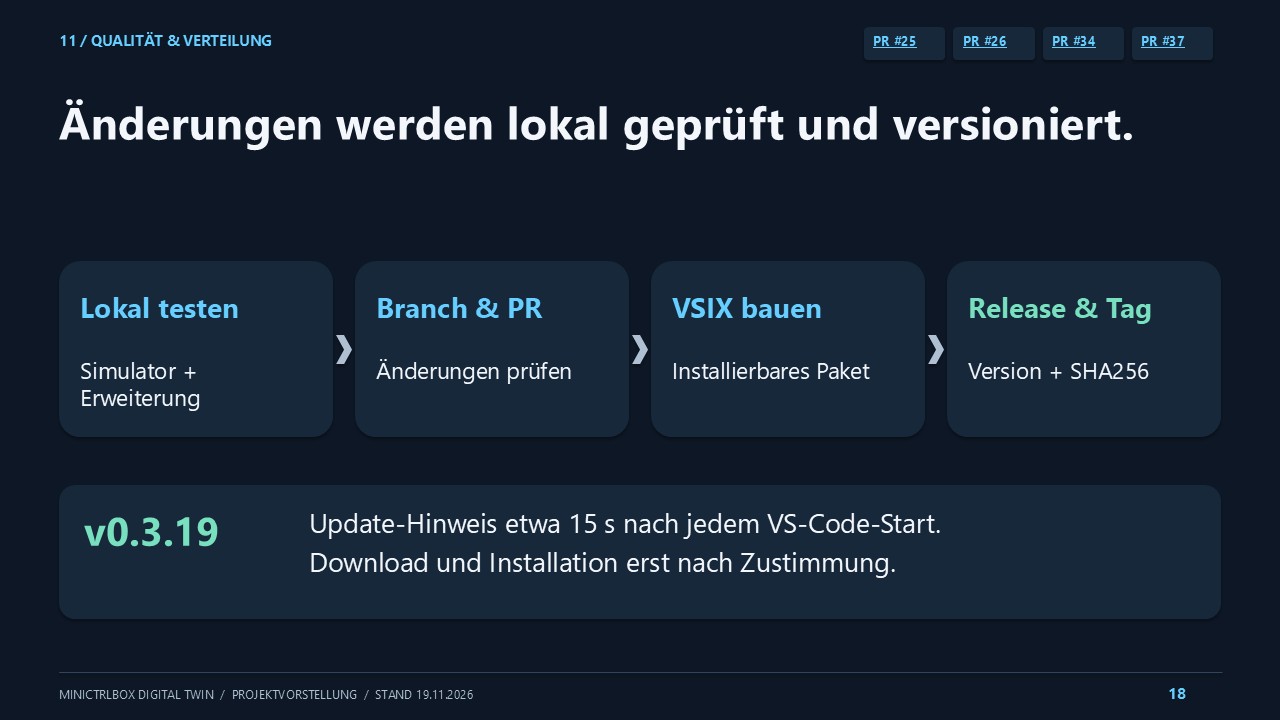 11 / QUALITÄT & VERTEILUNG
PR #25
PR #26
PR #34
PR #37
Änderungen werden lokal geprüft und versioniert.
Lokal testen
Simulator +
Erweiterung
❯
Branch & PR
Änderungen prüfen
❯
VSIX bauen
Installierbares Paket
❯
Release & Tag
Version + SHA256
v0.3.19
Update-Hinweis etwa 15 s nach jedem VS-Code-Start.
Download und Installation erst nach Zustimmung.
MINICTRLBOX DIGITAL TWIN / PROJEKTVORSTELLUNG / STAND 19.11.2026
18